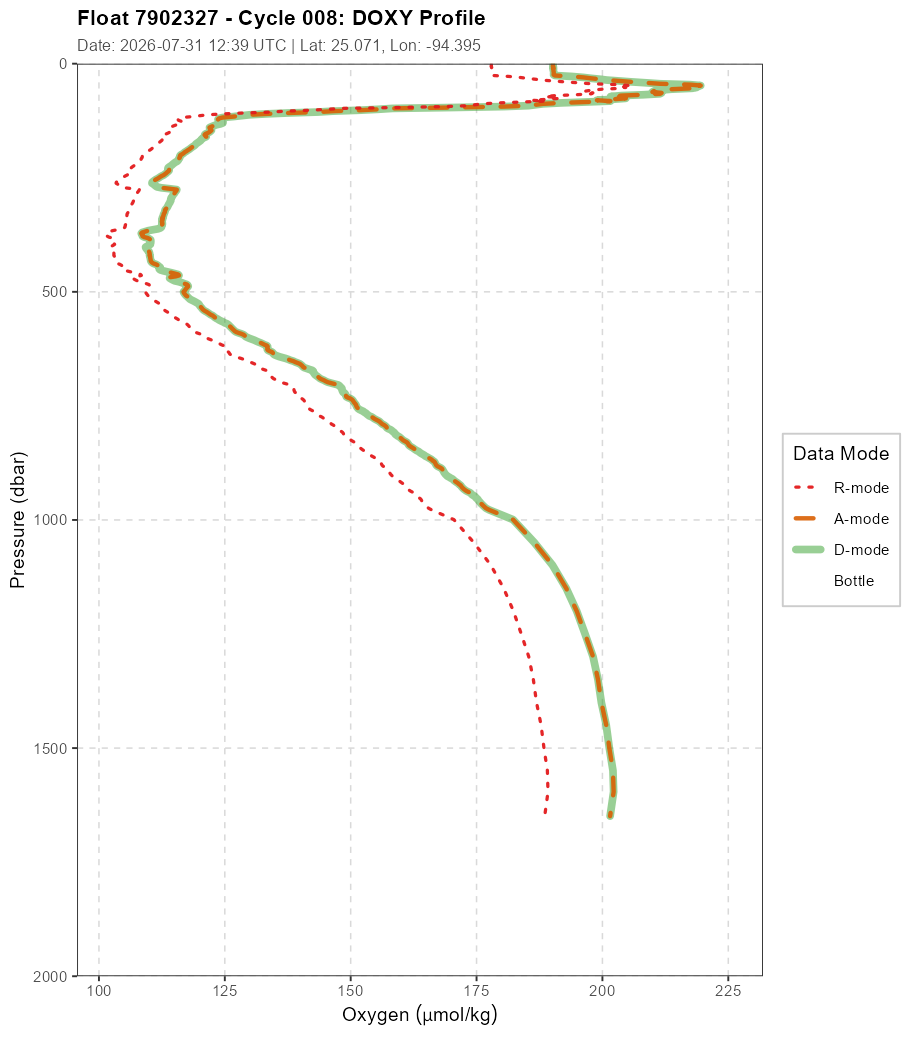 Float 7902327 - Cycle 008: DOXY Profile
Date: 2026-07-31 12:39 UTC | Lat: 25.071, Lon: -94.395
0
500
1000
1500
2000
Pressure (dbar)
100
125
150
175
200
225
Oxygen (µmol/kg)
Data Mode
R-mode
A-mode
D-mode
Bottle